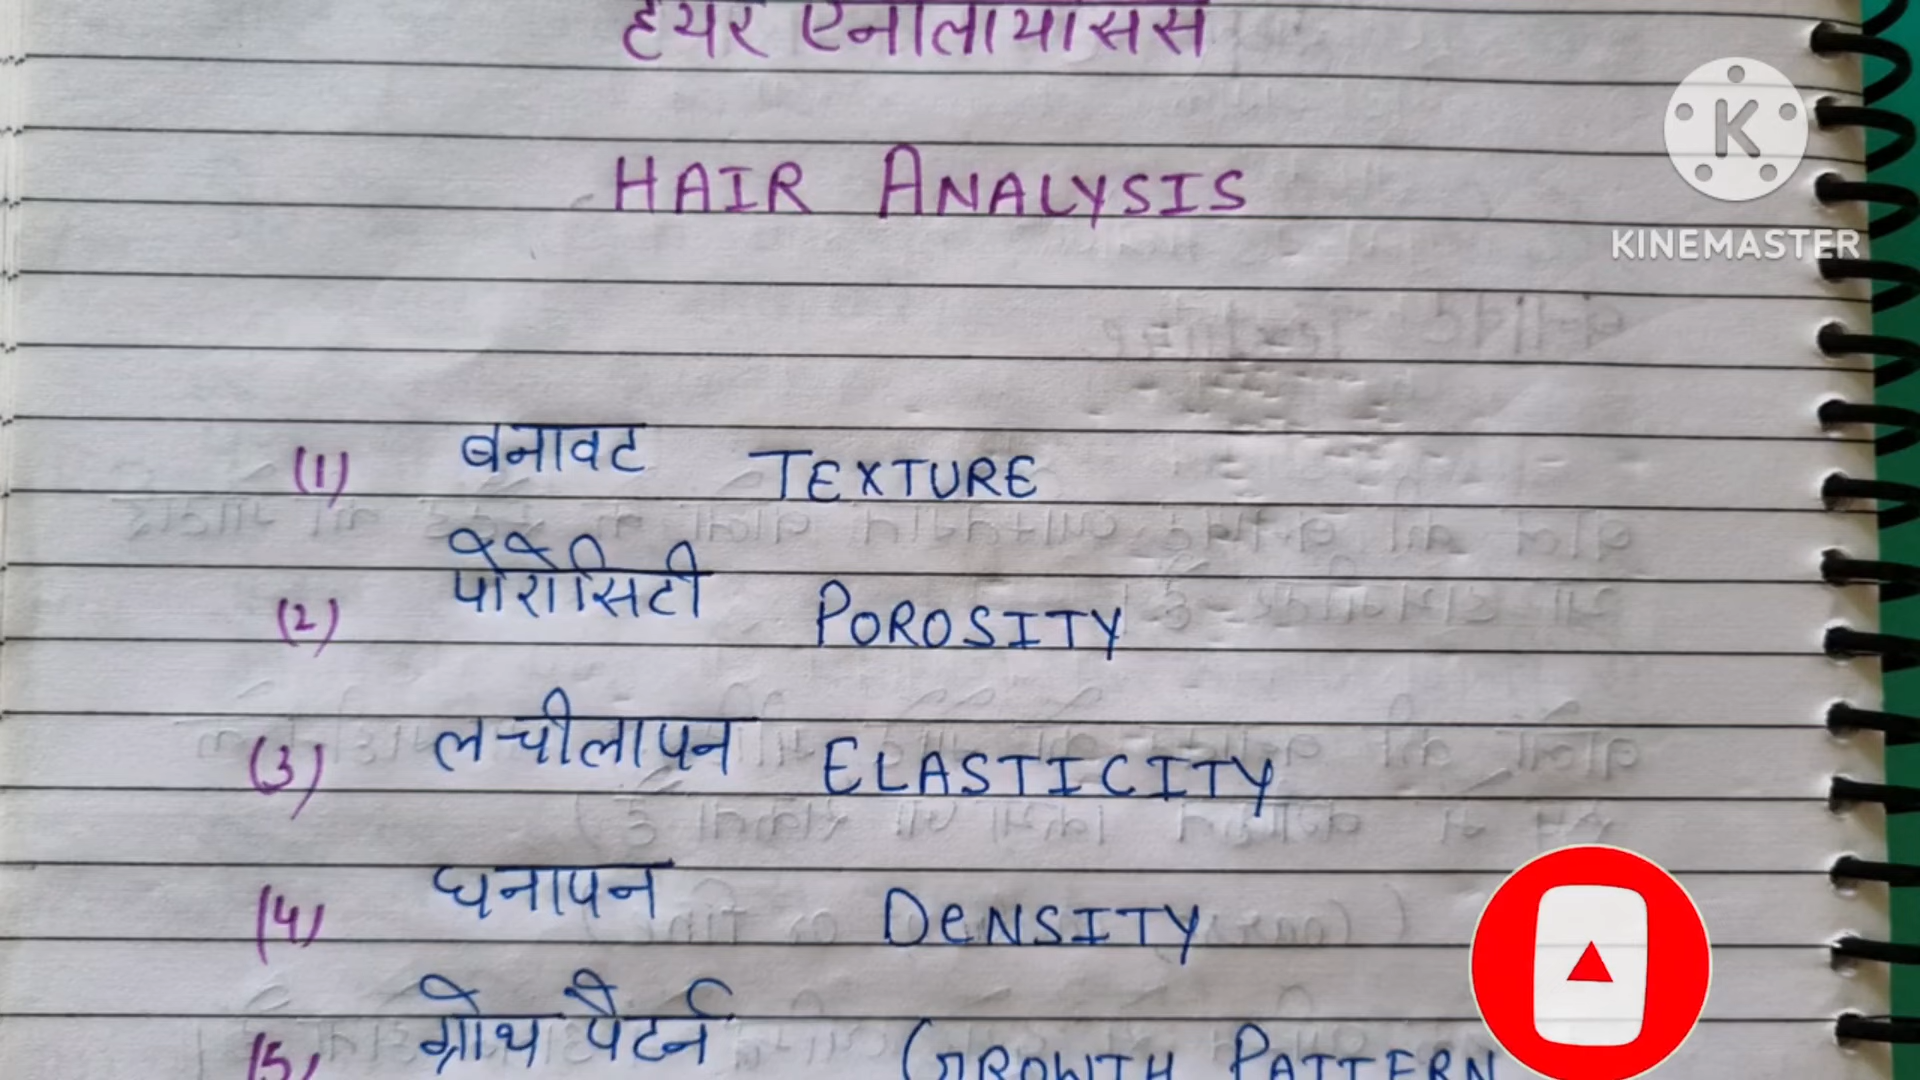 हेयर एनालायसिस
HAIR ANALYSIS
KINEMASTER
(1) बनावट TEXTURE
(2) पोरोसिटी POROSITY
(3) लचीलापन ELASTICITY
(4) घनापन DENSITY
(5) ग्रोथ पैटर्न GROWTH PATTERN